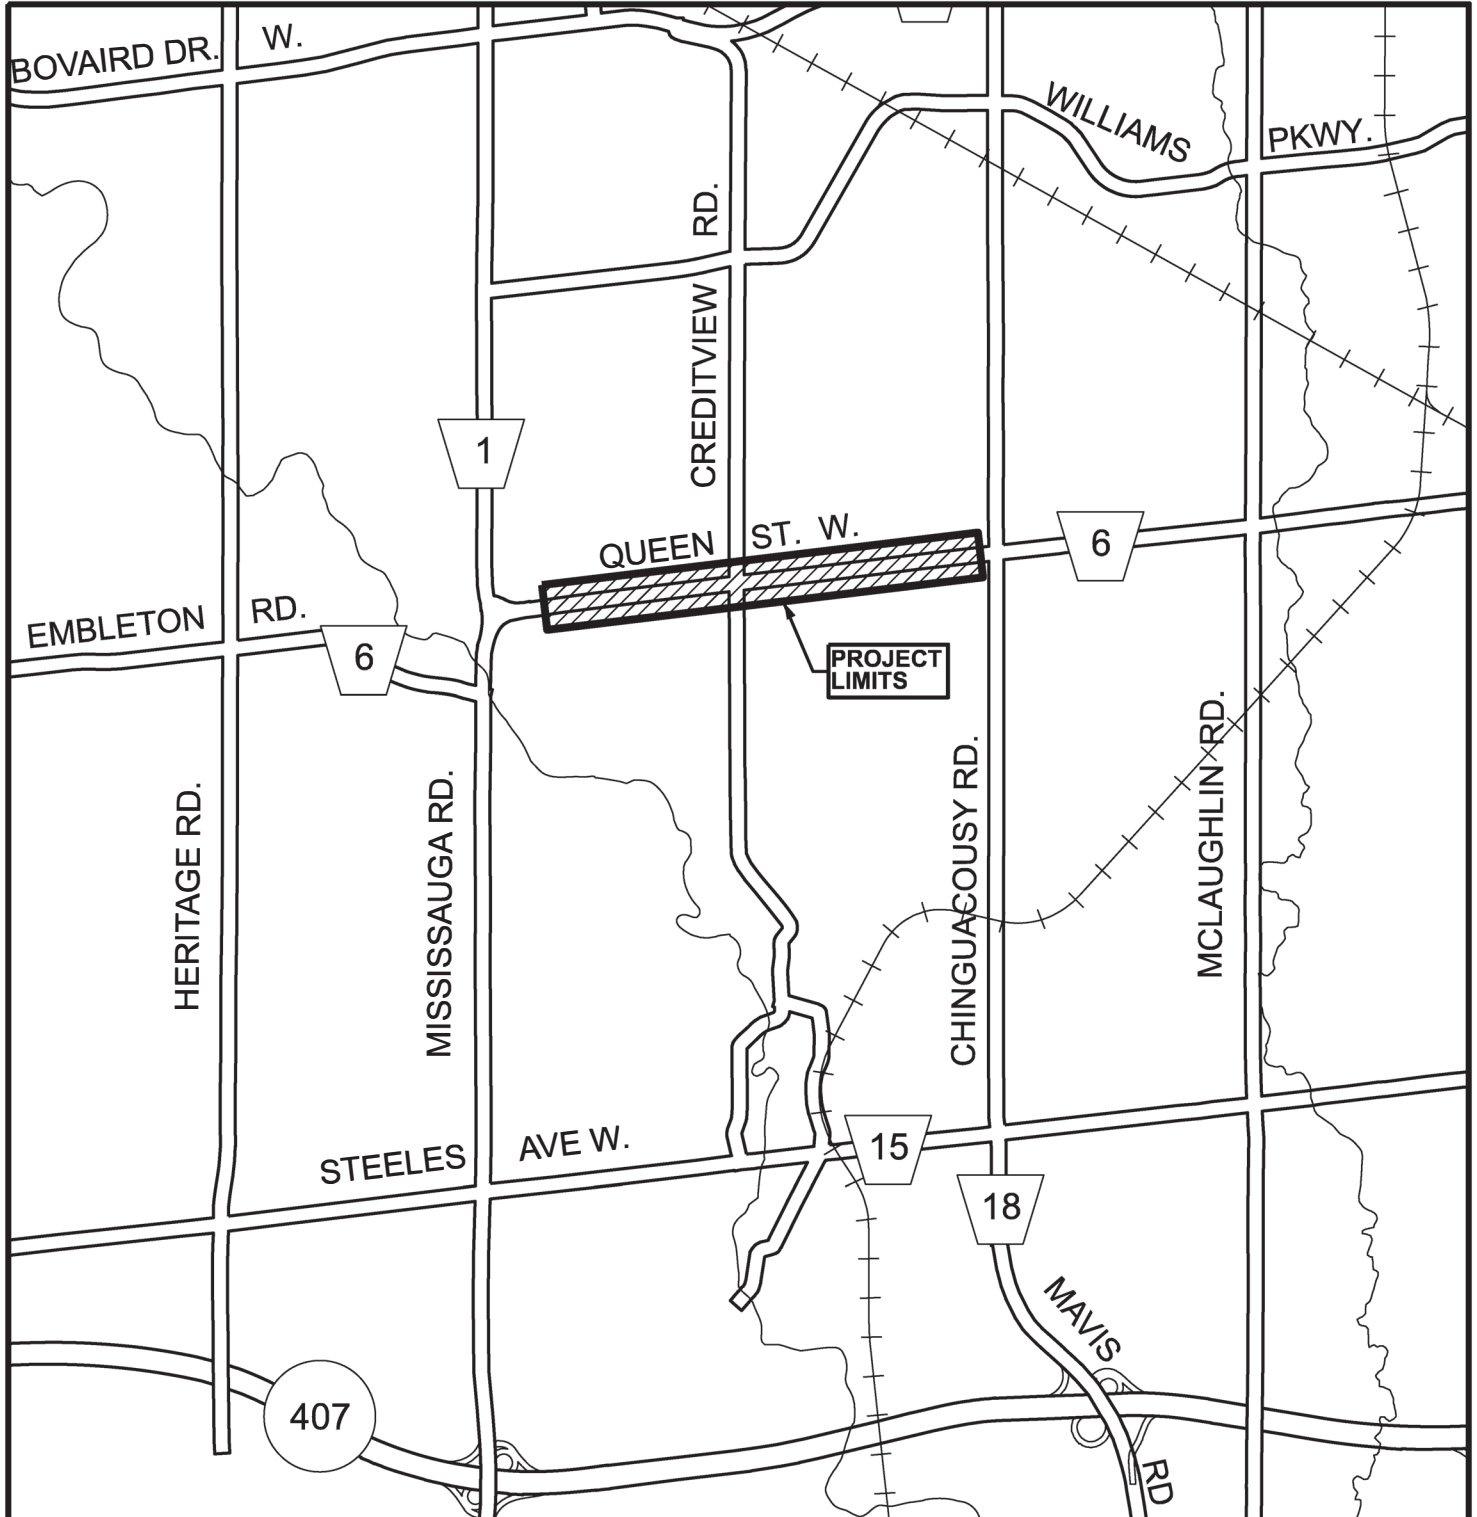 BOVAIRD DR. W.
WILLIAMS PKWY.
CREDITVIEW RD.
1
QUEEN ST. W.
6
EMBLETON RD.
6
PROJECT
LIMITS
HERITAGE RD.
MISSISSAUGA RD.
CHINGUACOUSY RD.
MCLAUGHLIN RD.
STEELES AVE W.
15
18
MAVIS RD
407